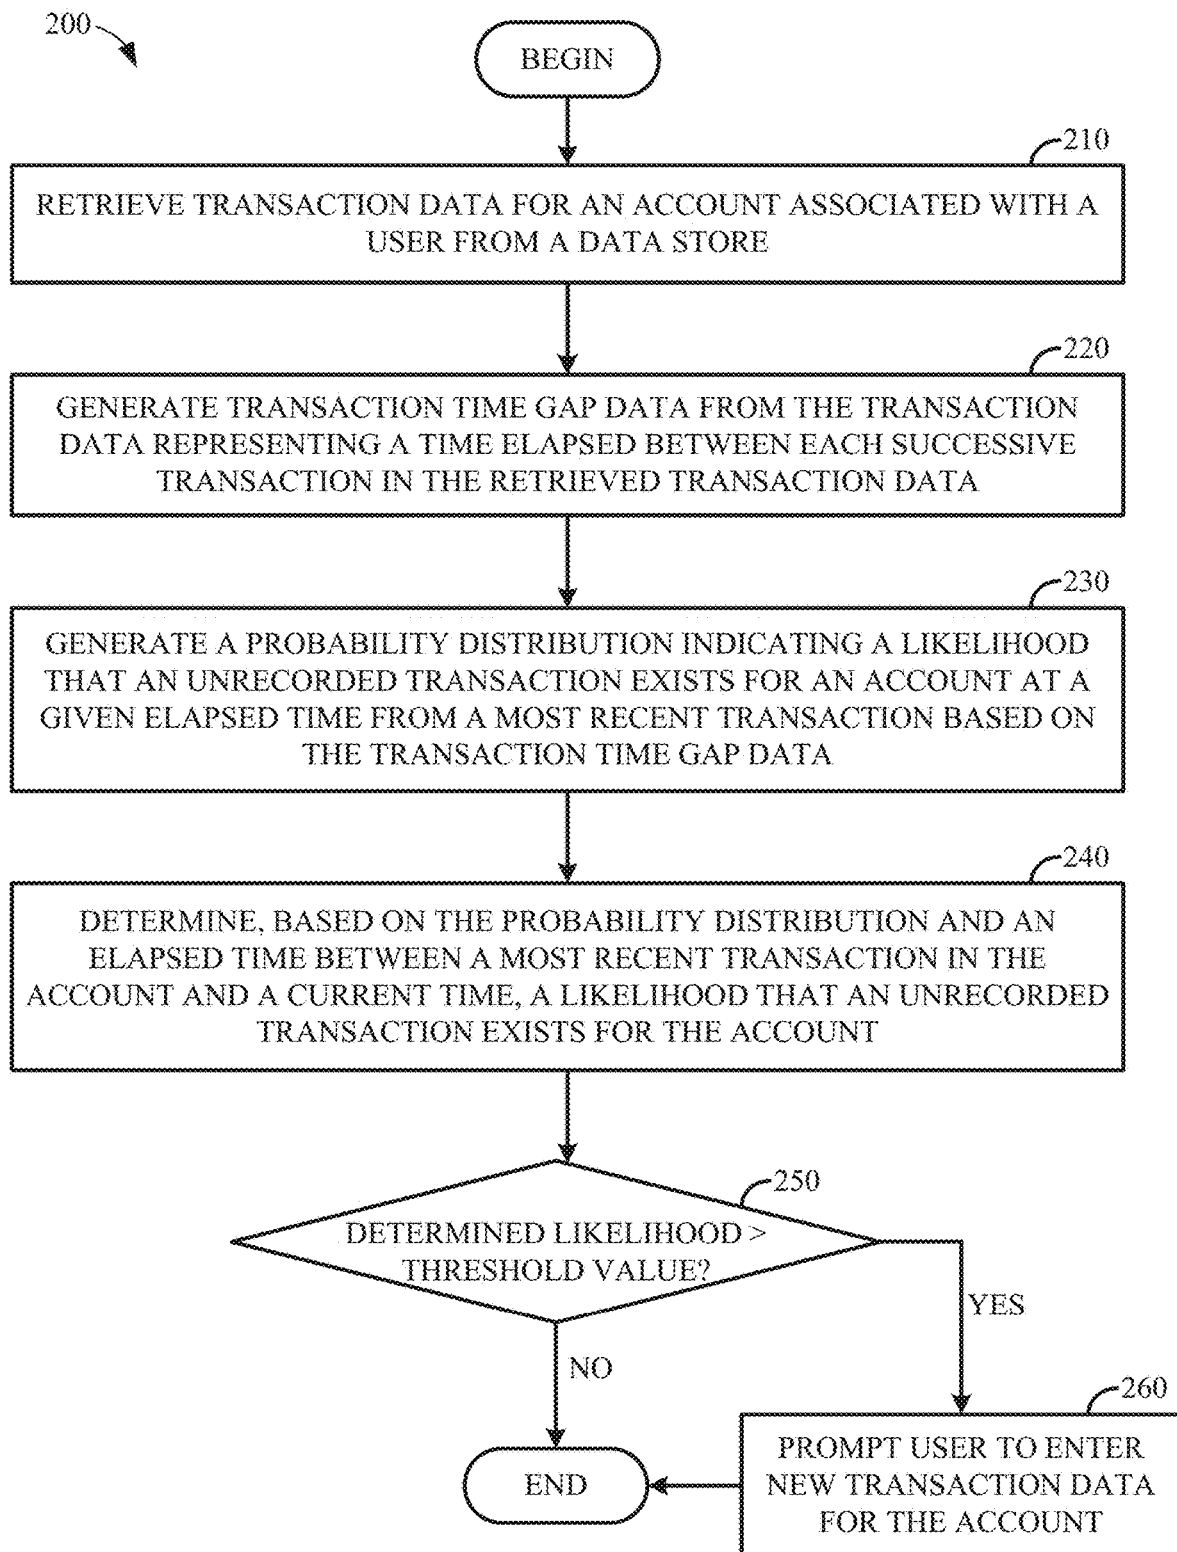 200
BEGIN
210
RETRIEVE TRANSACTION DATA FOR AN ACCOUNT ASSOCIATED WITH A
USER FROM A DATA STORE
220
GENERATE TRANSACTION TIME GAP DATA FROM THE TRANSACTION
DATA REPRESENTING A TIME ELAPSED BETWEEN EACH SUCCESSIVE
TRANSACTION IN THE RETRIEVED TRANSACTION DATA
230
GENERATE A PROBABILITY DISTRIBUTION INDICATING A LIKELIHOOD
THAT AN UNRECORDED TRANSACTION EXISTS FOR AN ACCOUNT AT A
GIVEN ELAPSED TIME FROM A MOST RECENT TRANSACTION BASED ON
THE TRANSACTION TIME GAP DATA
240
DETERMINE, BASED ON THE PROBABILITY DISTRIBUTION AND AN
ELAPSED TIME BETWEEN A MOST RECENT TRANSACTION IN THE
ACCOUNT AND A CURRENT TIME, A LIKELIHOOD THAT AN UNRECORDED
TRANSACTION EXISTS FOR THE ACCOUNT
250
DETERMINED LIKELIHOOD >
THRESHOLD VALUE?
YES
NO
260
PROMPT USER TO ENTER
NEW TRANSACTION DATA
FOR THE ACCOUNT
END